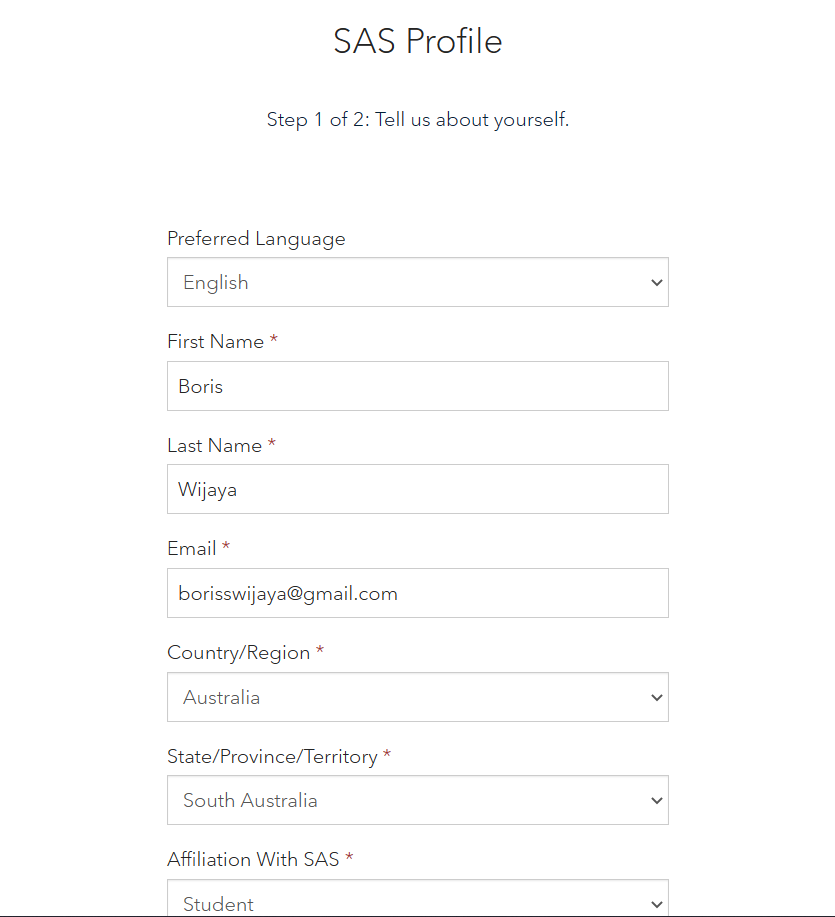 SAS Profile
Step 1 of 2: Tell us about yourself.
Preferred Language
English
First Name *
Boris
Last Name *
Wijaya
Email *
borisswijaya@gmail.com
Country/Region *
Australia
State/Province/Territory *
South Australia
Affiliation With SAS *
Student